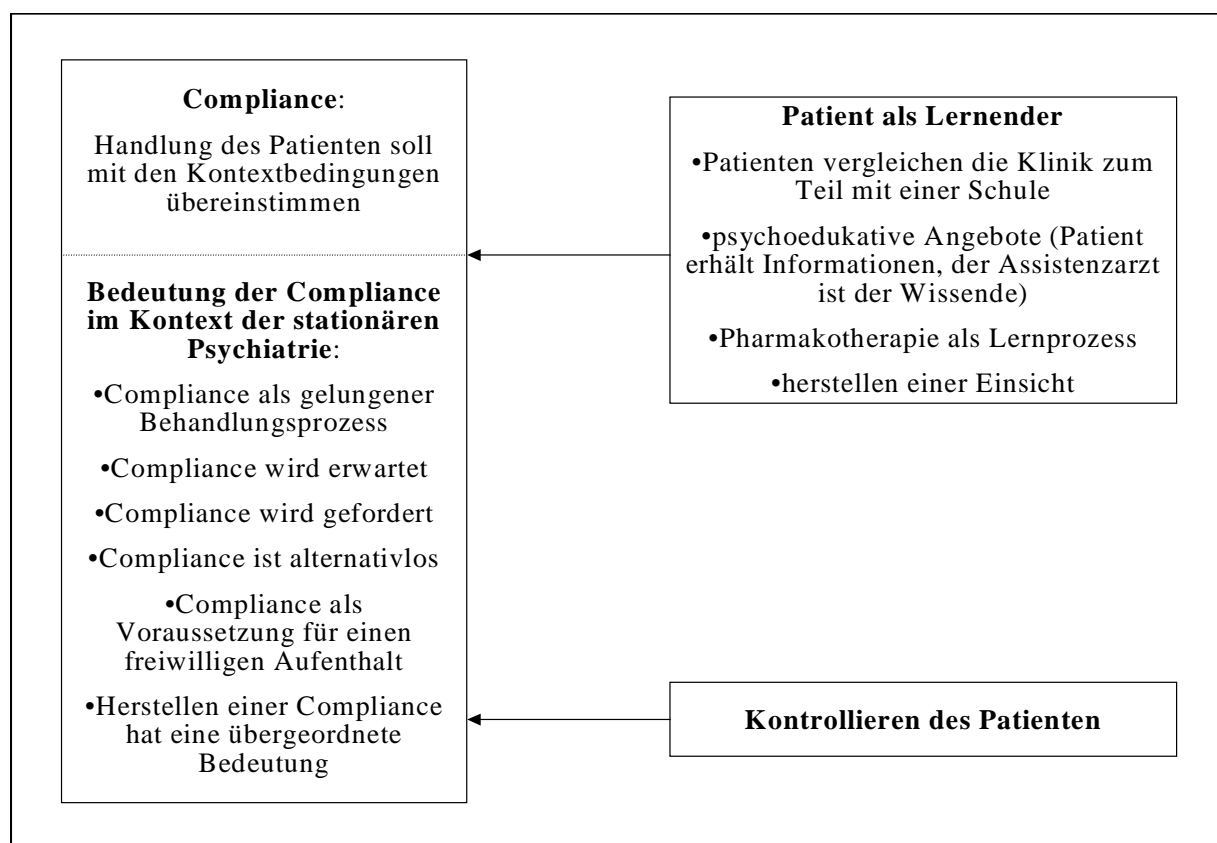 Compliance:
Handlung des Patienten soll
mit den Kontextbedingungen
übereinstimmen
Bedeutung der Compliance
im Kontext der stationären
Psychiatrie:
•Compliance als gelungener
Behandlungsprozess
•Compliance wird erwartet
•Compliance wird gefordert
•Compliance ist alternativlos
•Compliance als
Voraussetzung für einen
freiwilligen Aufenthalt
•Herstellen einer Compliance
hat eine übergeordnete
Bedeutung
Patient als Lernender
•Patienten vergleichen die Klinik zum
Teil mit einer Schule
•psychoedukative Angebote (Patient
erhält Informationen, der Assistenzarzt
ist der Wissende)
•Pharmakotherapie als Lernprozess
•herstellen einer Einsicht
Kontrollieren des Patienten